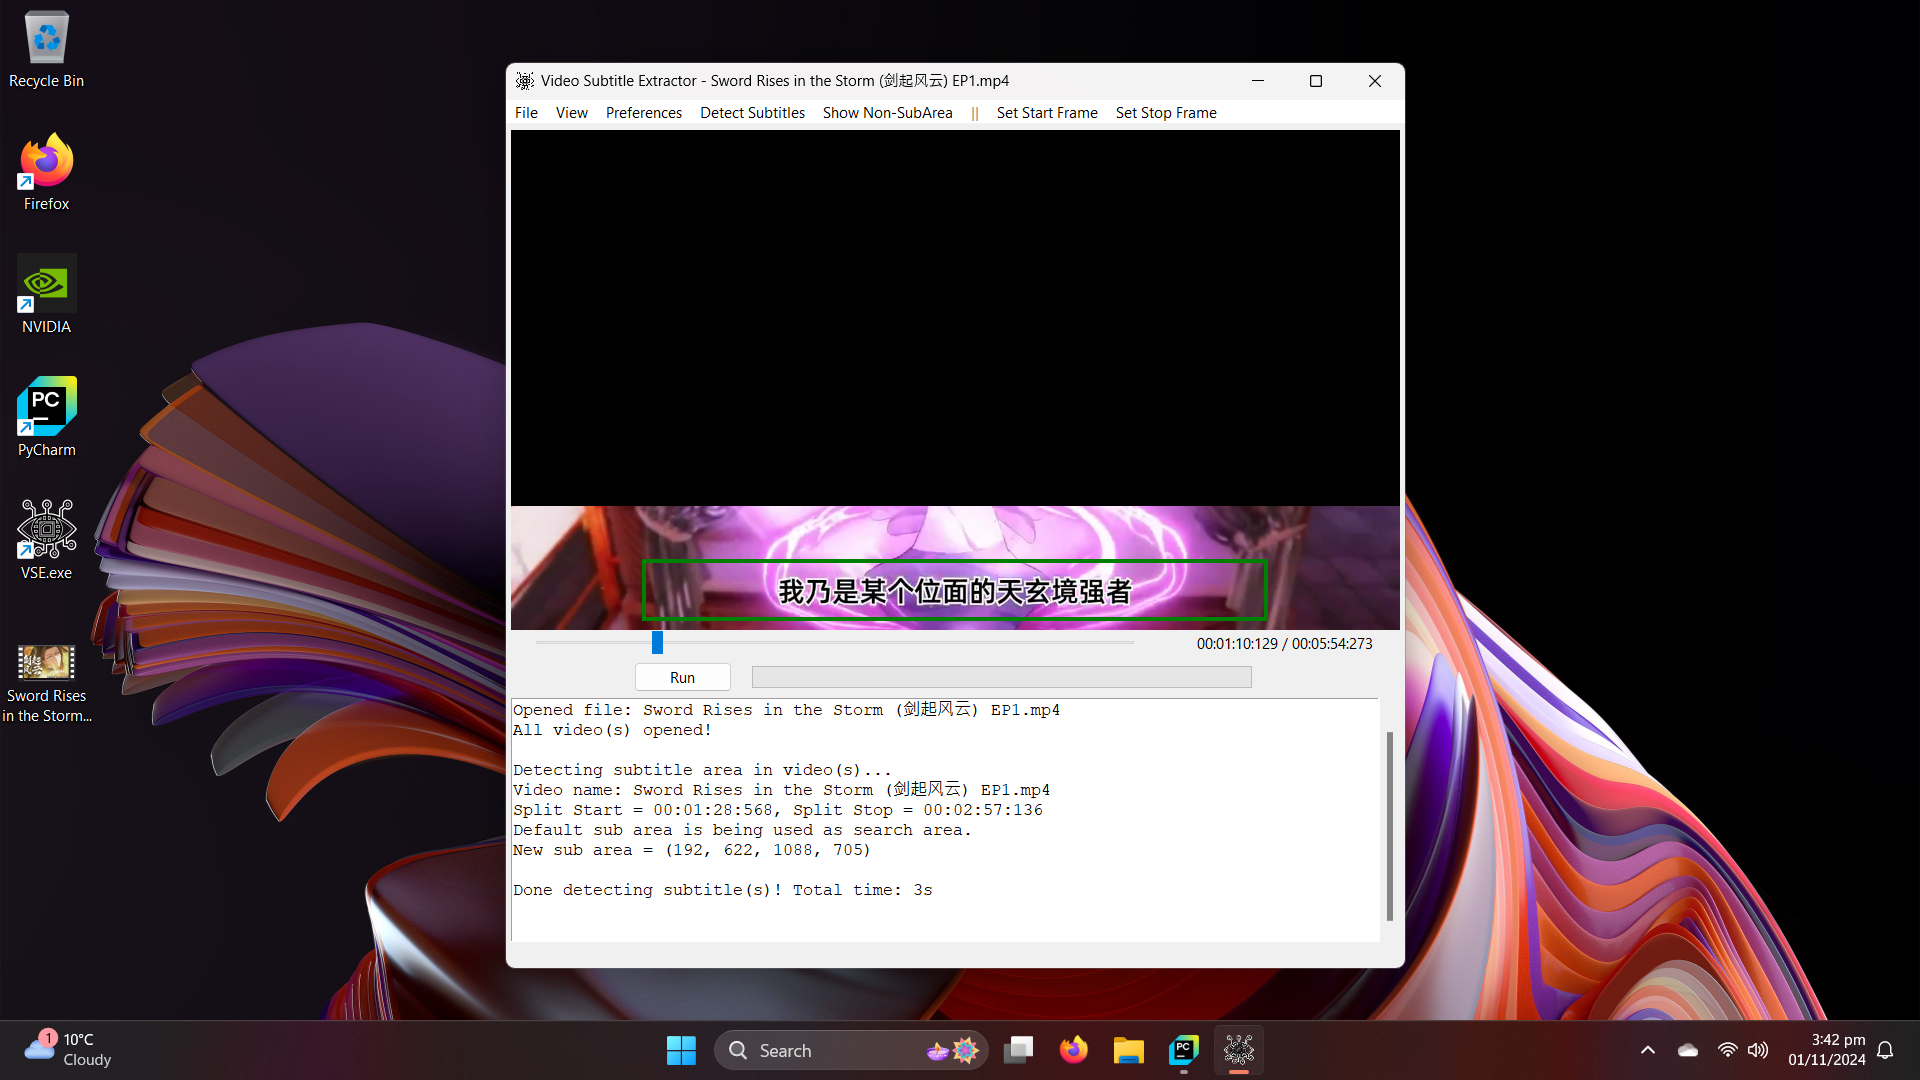 Recycle Bin
Firefox
NVIDIA
PC
PyCharm
VSE.exe
Sword Rises
in the Storm...
Video Subtitle Extractor - Sword Rises in the Storm (剑起风云) EP1.mp4
File View Preferences Detect Subtitles Show Non-SubArea || Set Start Frame Set Stop Frame
我乃是某个位面的天玄境强者
00:01:10:129 / 00:05:54:273
Run
Opened file: Sword Rises in the Storm (剑起风云) EP1.mp4
All video(s) opened!
Detecting subtitle area in video(s)...
Video name: Sword Rises in the Storm (剑起风云) EP1.mp4
Split Start = 00:01:28:568, Split Stop = 00:02:57:136
Default sub area is being used as search area.
New sub area = (192, 622, 1088, 705)
Done detecting subtitle(s)! Total time: 3s
1
10°C
Cloudy
Search
PC
3:42 pm
01/11/2024